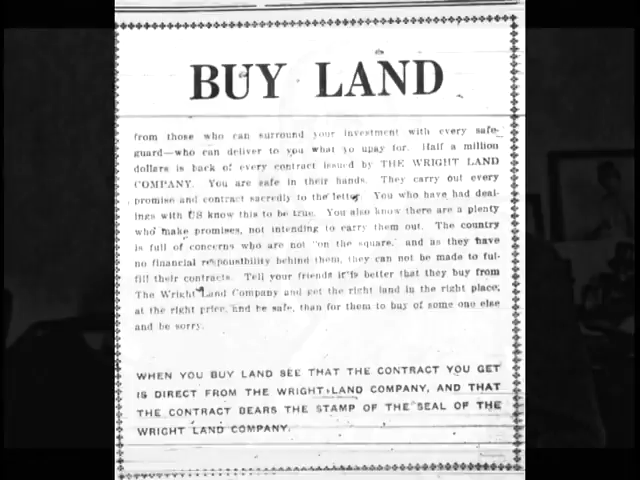 BUY LAND
from those who can surround your investment with every safe-
guard—who can deliver to you what yo upay for. Half a million
dollars is back of every contract issued by THE WRIGHT LAND
COMPANY. You are safe in their hands. They carry out every
promise and contract sacredly to the letter. You who have had deal-
ings with US know this to be true. You also know there are a plenty
who make promises, not intending to carry them out. The country
is full of concerns who are not "on the square," and as they have
no financial responsibility behind them, they can not be made to ful-
fill their contracts. Tell your friends it is better that they buy from
The Wright Land Company and get the right land in the right place,
at the right price, and be safe, than for them to buy of some one else
and be sorry.
WHEN YOU BUY LAND SEE THAT THE CONTRACT YOU GET
IS DIRECT FROM THE WRIGHT LAND COMPANY, AND THAT
THE CONTRACT BEARS THE STAMP OF THE SEAL OF THE
WRIGHT LAND COMPANY.